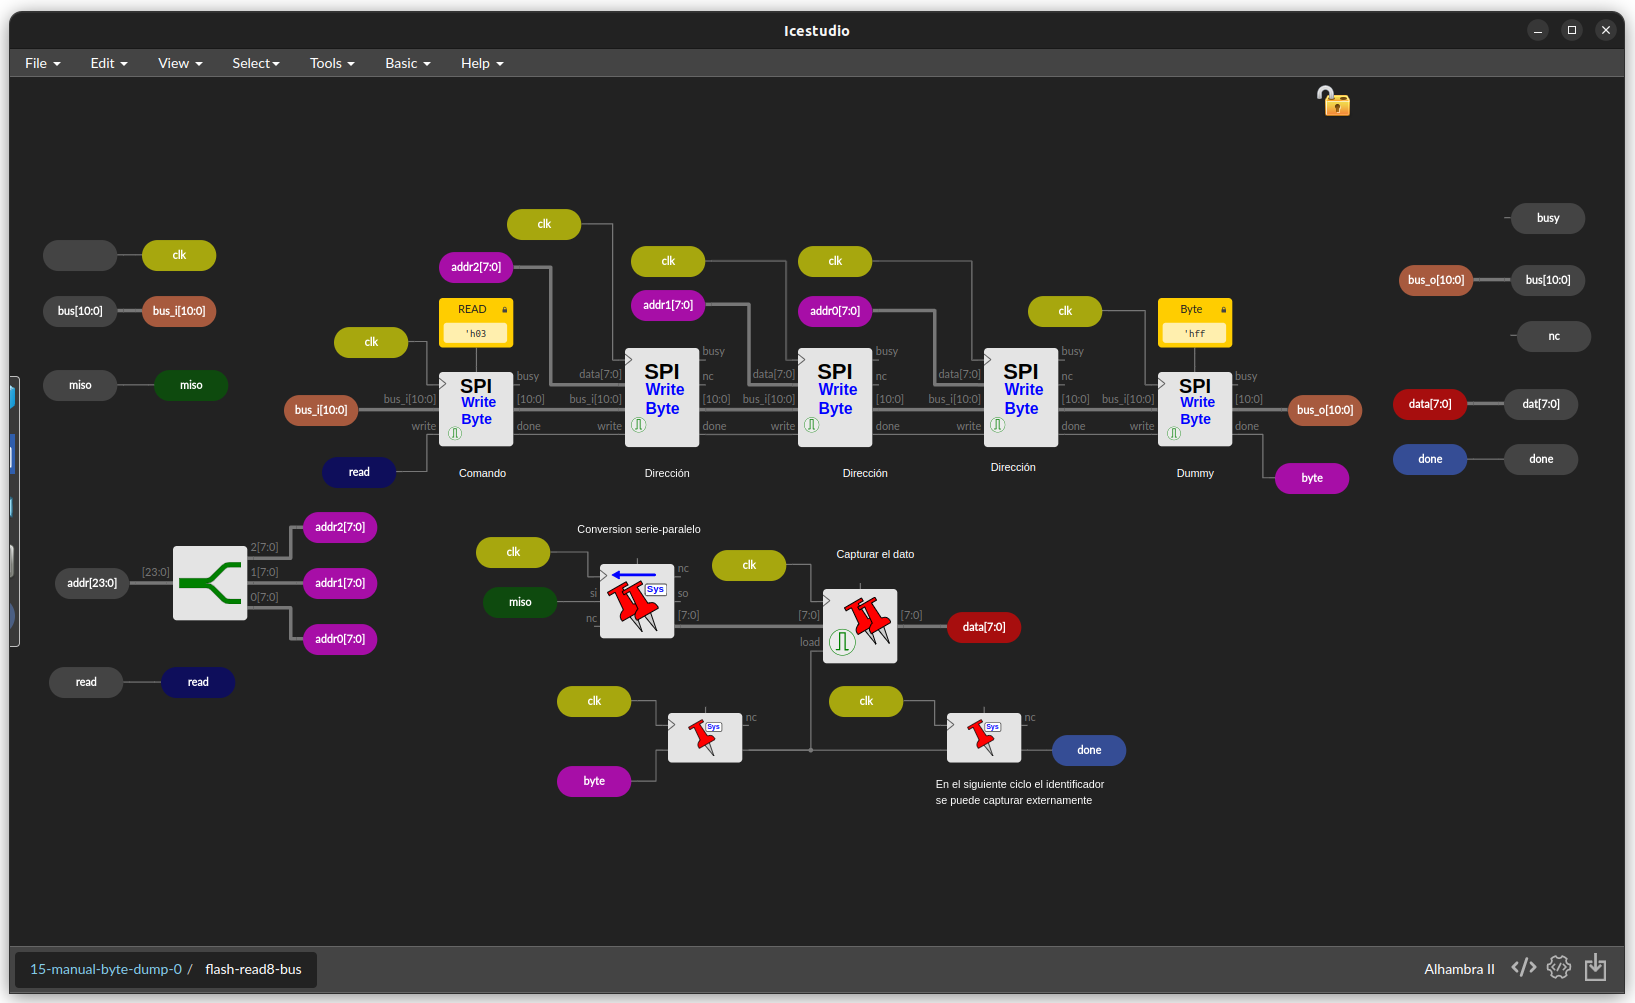 Icestudio
File Edit View Select Tools Basic Help
clk
bus[10:0] bus_i[10:0]
miso miso
clk
addr2[7:0]
READ
'h03
clk
bus_i[10:0]
bus_i[10:0]
write
read
SPI
Write
Byte
busy
[10:0]
done
Comando
clk
addr1[7:0]
data[7:0]
bus_i[10:0]
write
SPI
Write
Byte
busy
nc
[10:0]
done
Dirección
clk
addr0[7:0]
data[7:0]
bus_i[10:0]
write
SPI
Write
Byte
busy
nc
[10:0]
done
Dirección
data[7:0]
bus_i[10:0]
write
SPI
Write
Byte
busy
nc
[10:0]
done
Dirección
clk
Byte
'hff
bus_i[10:0]
write
SPI
Write
Byte
busy
[10:0]
done
Dummy
bus_o[10:0]
byte
busy
bus_o[10:0] bus[10:0]
nc
data[7:0] dat[7:0]
done done
addr[23:0]
[23:0]
2[7:0]
1[7:0]
0[7:0]
addr2[7:0]
addr1[7:0]
addr0[7:0]
read read
Conversion serie-paralelo
clk
miso
si
nc
Sys
nc
so
[7:0]
Capturar el dato
clk
[7:0]
load
[7:0]
data[7:0]
clk
byte
Sys
nc
clk
Sys
nc
done
En el siguiente ciclo el identificador
se puede capturar externamente
15-manual-byte-dump-0 / flash-read8-bus
Alhambra II